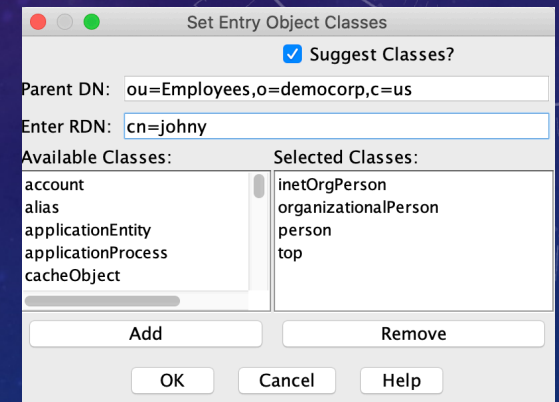 Set Entry Object Classes
Suggest Classes?
Parent DN: ou=Employees,o=democorp,c=us
Enter RDN: cn=johny
Available Classes:
account
alias
applicationEntity
applicationProcess
cacheObject
Selected Classes:
inetOrgPerson
organizationalPerson
person
top
Add Remove
OK Cancel Help